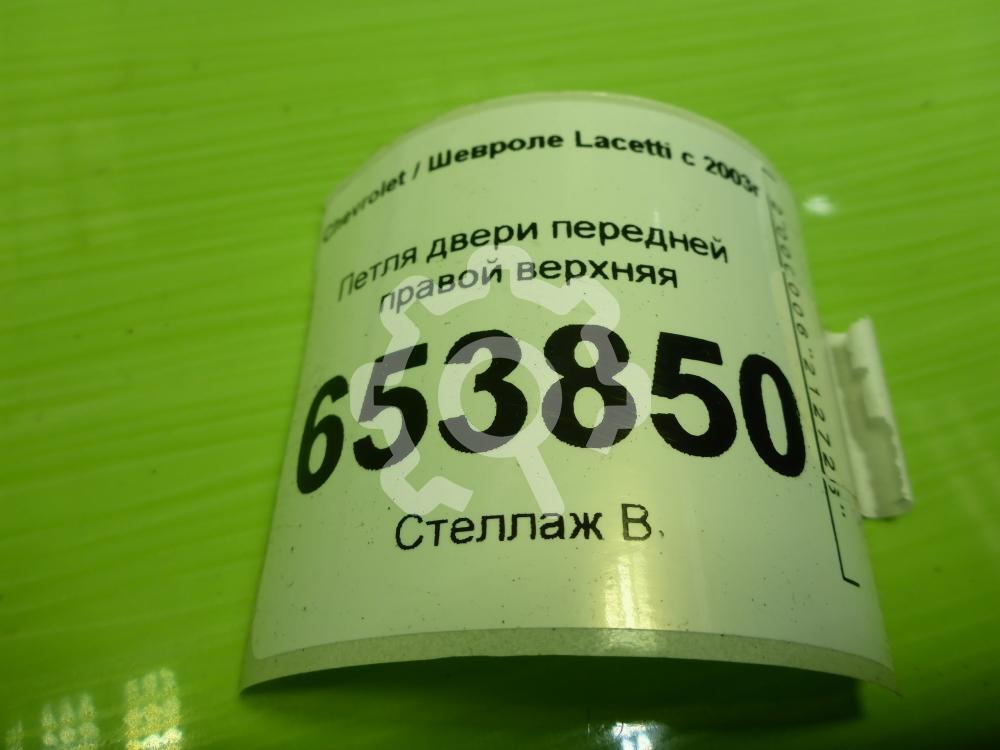 Chevrolet / Шевроле Lacetti с 2003г
Петля двери передней
правой верхняя
653850
Стеллаж В.